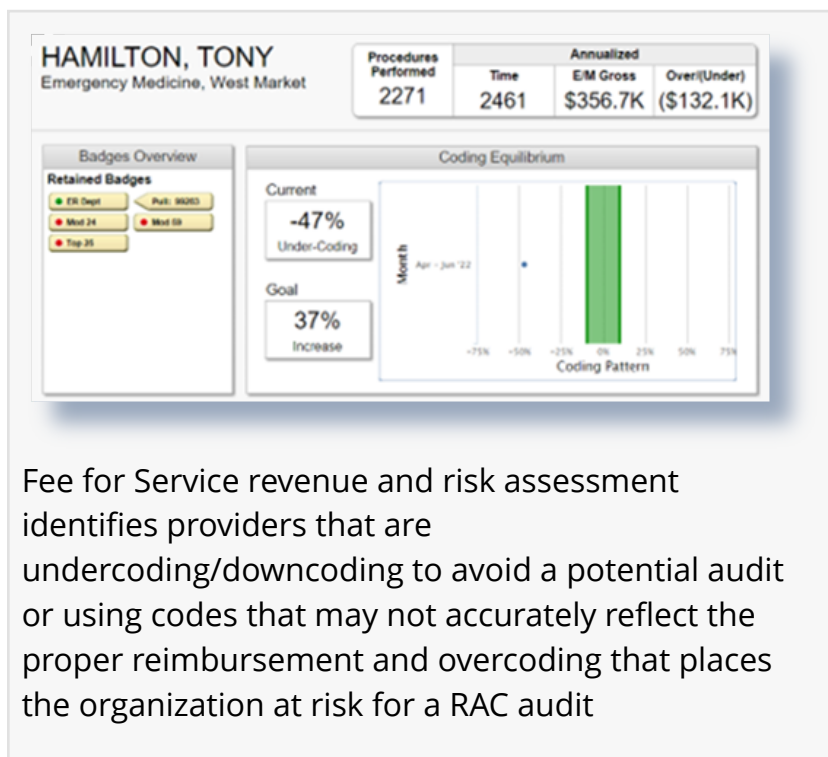 HAMILTON, TONY
Emergency Medicine, West Market
Procedures Performed
2271
Annualized
Time
E/M Gross
Over/(Under)
2461
$356.7K
($132.1K)
Badges Overview
Retained Badges
ER Dept
Pull: 99283
Mod 24
Mod 59
Top 25
Coding Equilibrium
Current
-47%
Under-Coding
Goal
37%
Increase
Month
Apr - Jun '22
-75%
-50%
-25%
0%
25%
50%
75%
Coding Pattern
Fee for Service revenue and risk assessment
identifies providers that are
undercoding/downcoding to avoid a potential audit
or using codes that may not accurately reflect the
proper reimbursement and overcoding that places
the organization at risk for a RAC audit